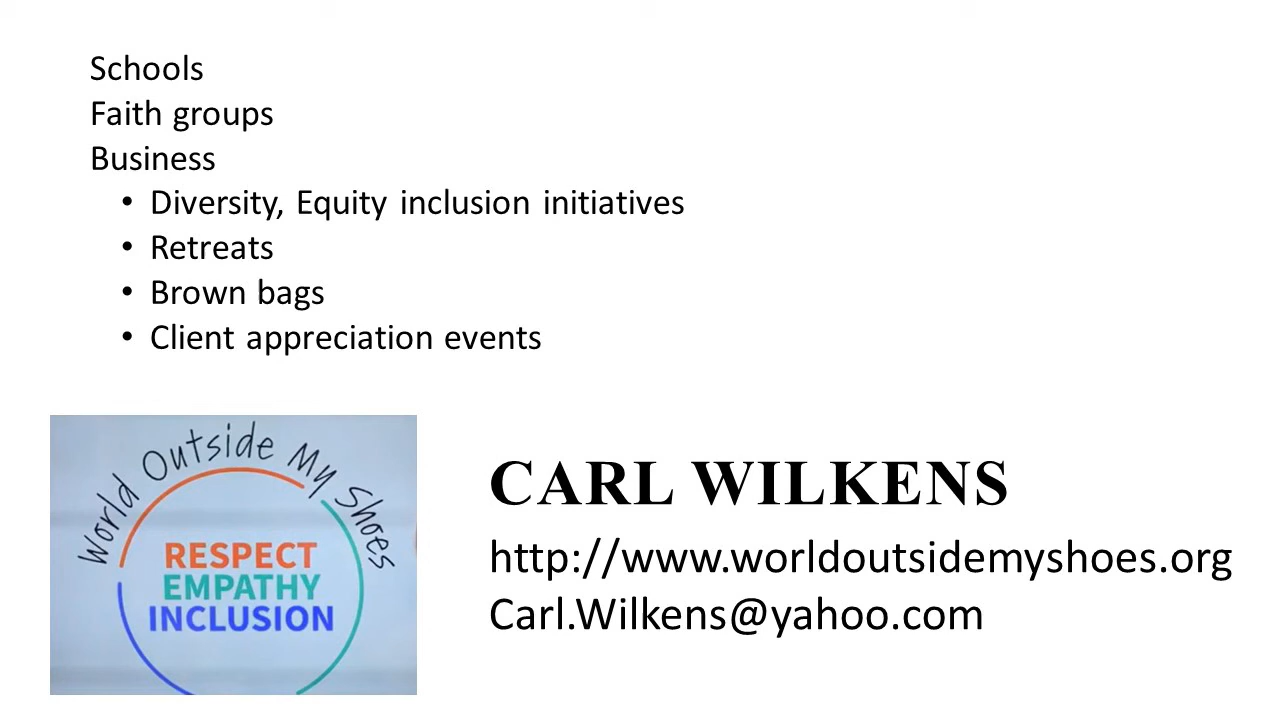 Schools
Faith groups
Business
• Diversity, Equity inclusion initiatives
• Retreats
• Brown bags
• Client appreciation events
World Outside My Shoes
RESPECT
EMPATHY
INCLUSION
CARL WILKENS
http://www.worldoutsidemyshoes.org
Carl.Wilkens@yahoo.com